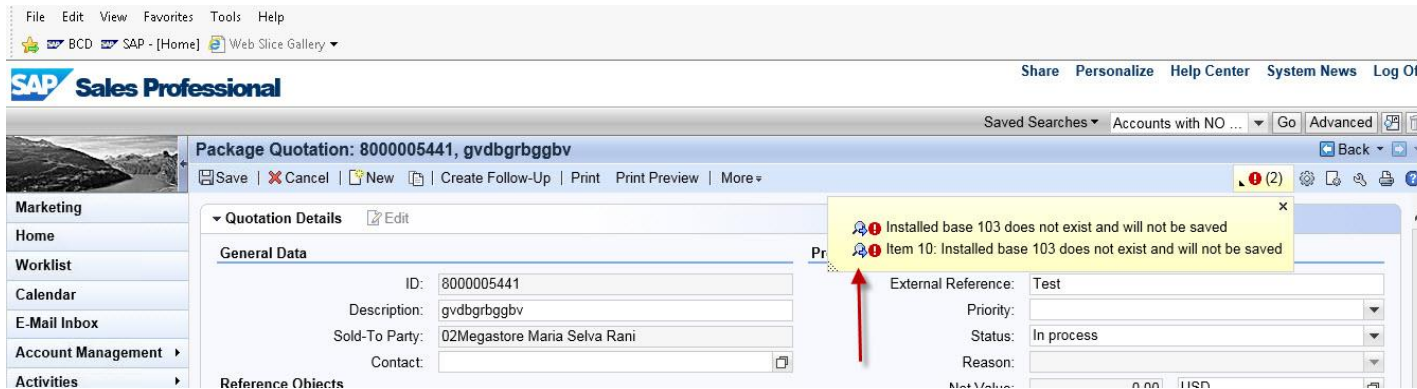 File Edit View Favorites Tools Help
BCD SAP - [Home] Web Slice Gallery
SAP Sales Professional
Share Personalize Help Center System News Log Of
Saved Searches Accounts with NO ... Go Advanced
Package Quotation: 8000005441, gvdbgrbggbv
Back
Save | Cancel | New | Create Follow-Up | Print Print Preview | More
(2)
Marketing
Home
Worklist
Calendar
E-Mail Inbox
Account Management
Activities
Quotation Details Edit
Installed base 103 does not exist and will not be saved
Item 10: Installed base 103 does not exist and will not be saved
General Data
Pr
ID: 8000005441
Description: gvdbgrbggbv
Sold-To Party: 02Megastore Maria Selva Rani
Contact:
Reference Objects
External Reference: Test
Priority:
Status: In process
Reason:
Net Value: 0.00 USD